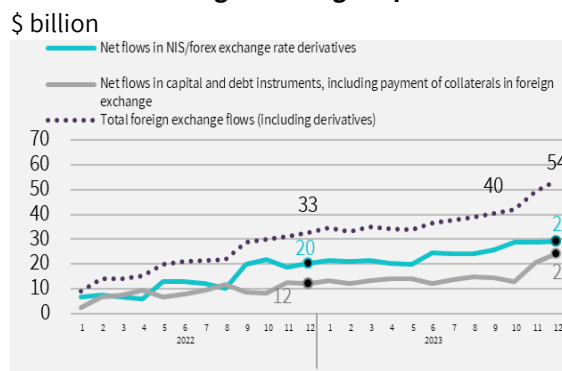 $ billion
Net flows in NIS/forex exchange rate derivatives
Net flows in capital and debt instruments, including payment of collaterals in foreign
exchange
Total foreign exchange flows (including derivatives)
70
60
50
40
30
20
10
0
54
40
33
20
12
2
2
1 2 3 4 5 6 7 8 9 10 11 12 1 2 3 4 5 6 7 8 9 10 11 12
2022 2023